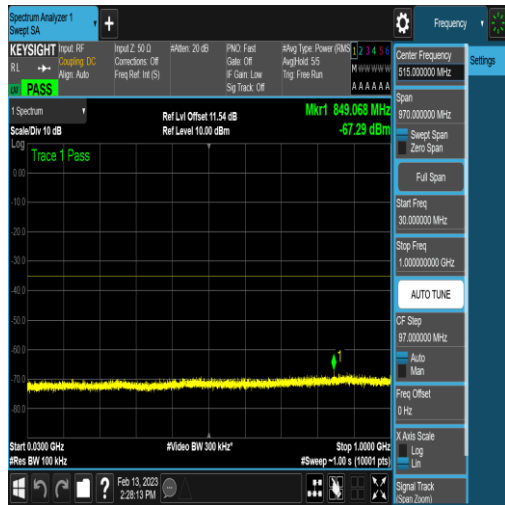 Spectrum Analyzer 1
Swept SA
Frequency
KEYSIGHT
Input: RF
Coupling: DC
Align: Auto
Input Z: 50 Ω
Corrections: Off
Freq Ref: Int (S)
#Atten: 20 dB
PNO: Fast
Gate: Off
IF Gain: Low
Sig Track: Off
#Avg Type: Power (RMS
Avg|Hold: 5/5
Trig: Free Run
1 2 3 4 5 6
M W W W W W
A A A A A A
RL
PASS
1 Spectrum
Scale/Div 10 dB
Ref Lvl Offset 11.54 dB
Ref Level 10.00 dBm
Mkr1 849.068 MHz
-67.29 dBm
Log
Trace 1 Pass
0.00
-10.0
-20.0
-30.0
-40.0
-50.0
-60.0
-70.0
-80.0
1
Start 0.0300 GHz
#Res BW 100 kHz
#Video BW 300 kHz*
Stop 1.0000 GHz
#Sweep ~1.00 s (10001 pts)
Center Frequency
515.000000 MHz
Settings
Span
970.000000 MHz
Swept Span
Zero Span
Full Span
Start Freq
30.000000 MHz
Stop Freq
1.000000000 GHz
AUTO TUNE
CF Step
97.000000 MHz
Auto
Man
Freq Offset
0 Hz
X Axis Scale
Log
Lin
Signal Track
(Span Zoom)
?
Feb 13, 2023
2:28:13 PM